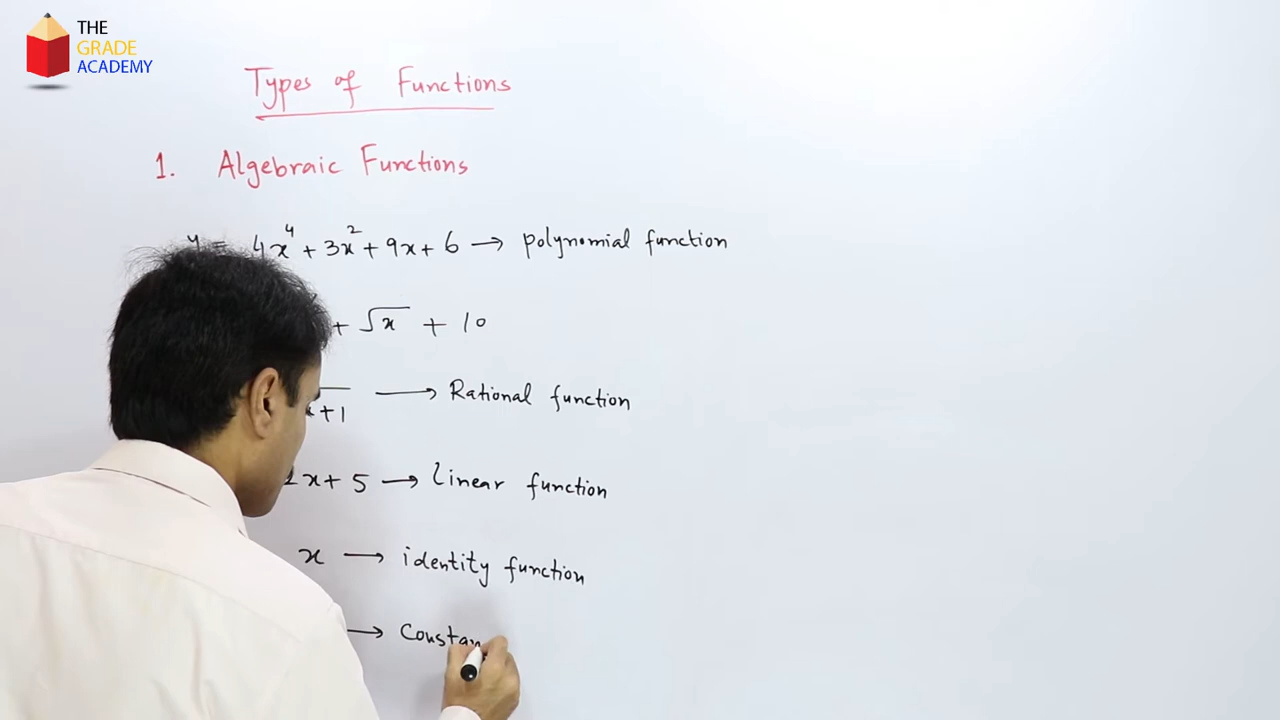 THE
GRADE
ACADEMY
Types of Functions
1. Algebraic Functions
y = 4x⁴ + 3x² + 9x + 6 → polynomial function
+ √x + 10
x+1 → Rational function
2x + 5 → linear function
x → identity function
→ Constan